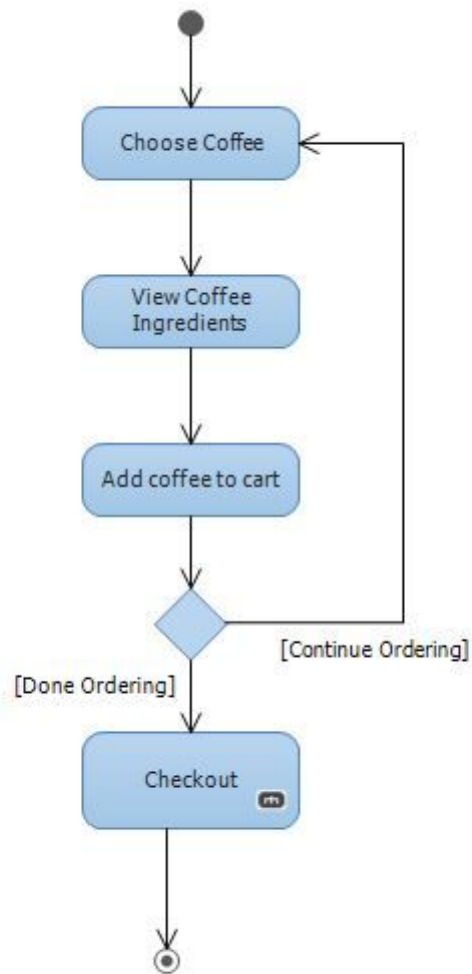 Choose Coffee
View Coffee
Ingredients
Add coffee to cart
[Continue Ordering]
[Done Ordering]
Checkout